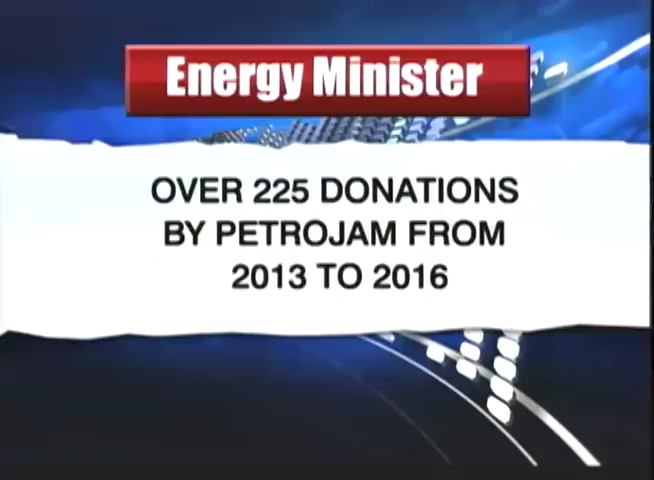 Energy Minister
OVER 225 DONATIONS
BY PETROJAM FROM
2013 TO 2016